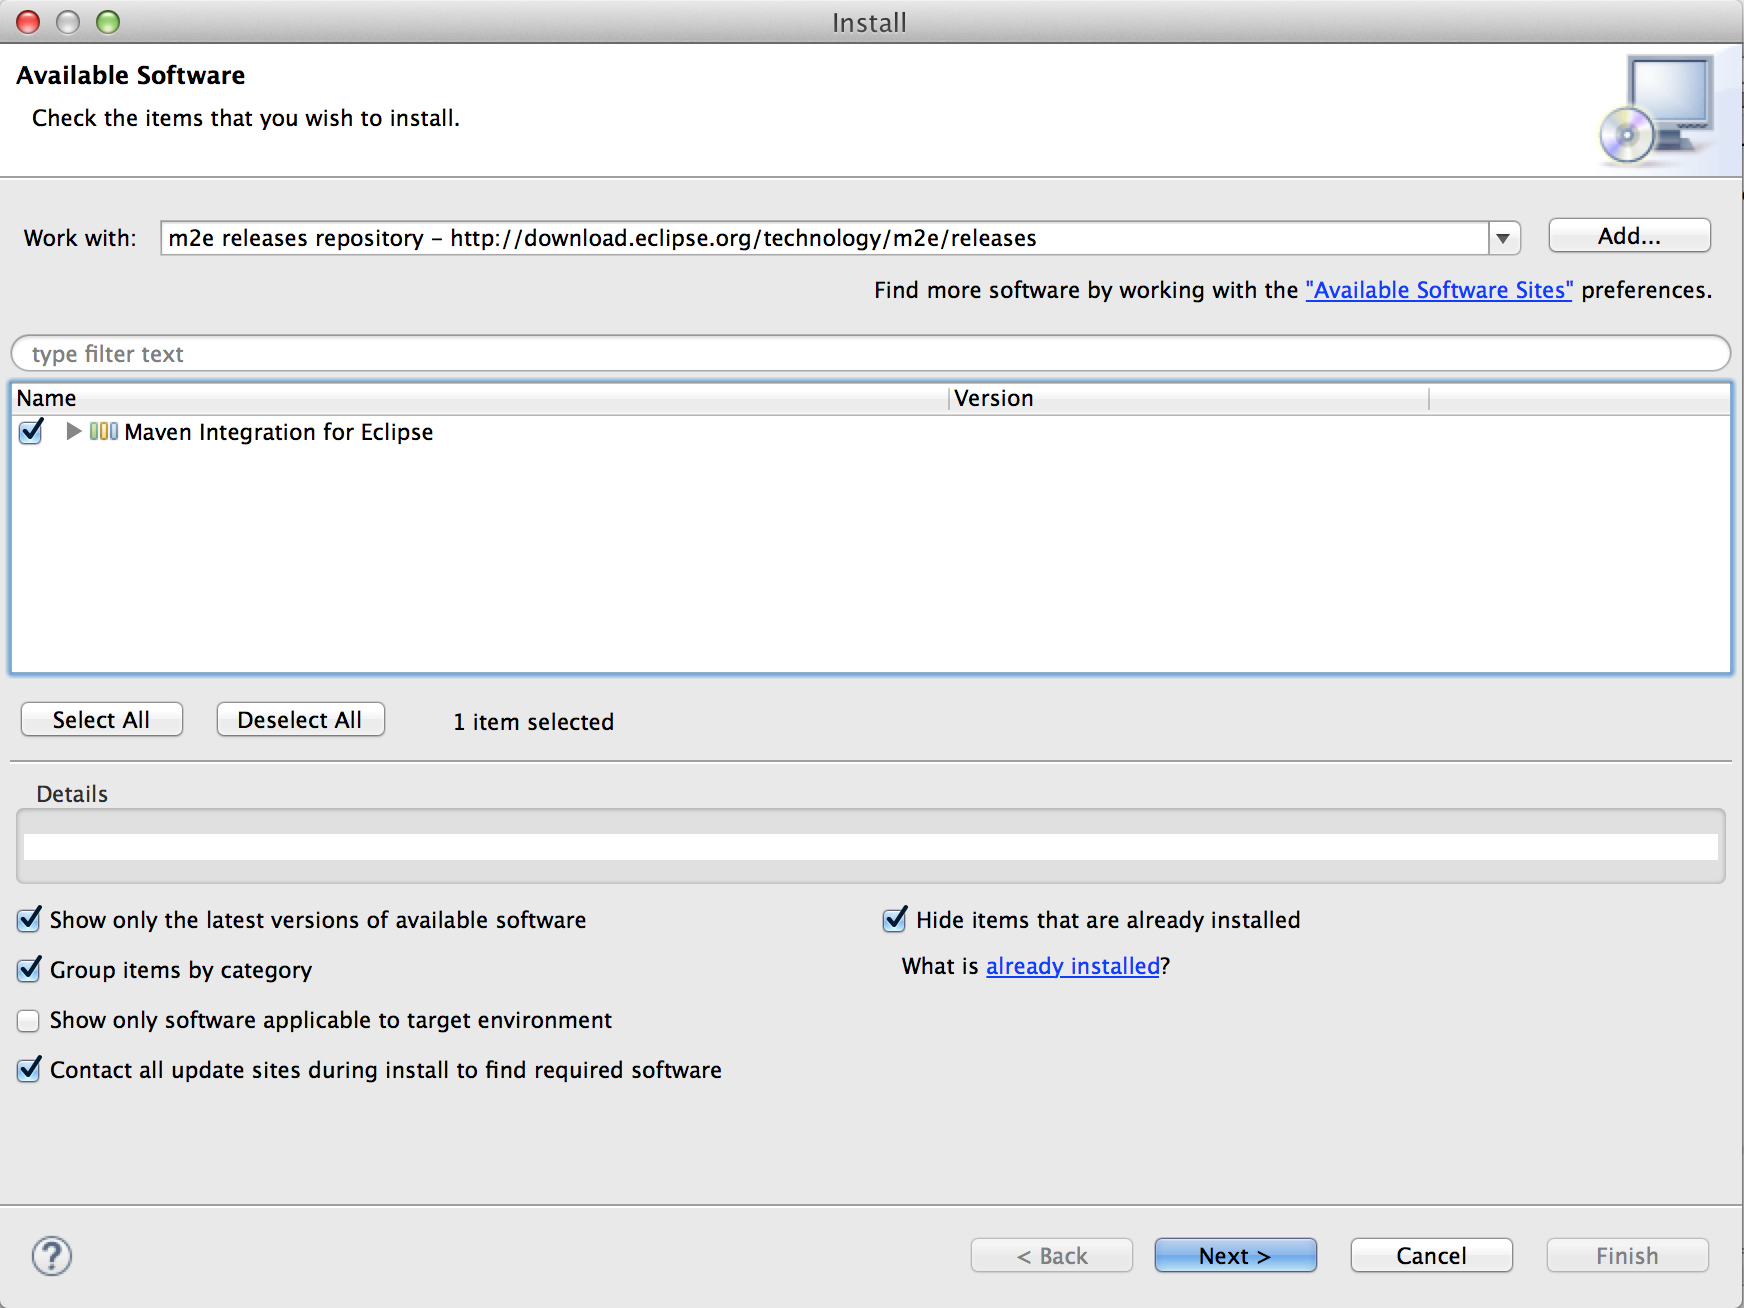 Install
Available Software
Check the items that you wish to install.
Work with: m2e releases repository – http://download.eclipse.org/technology/m2e/releases Add...
Find more software by working with the "Available Software Sites" preferences.
type filter text
Name Version
Maven Integration for Eclipse
Select All Deselect All 1 item selected
Details
Show only the latest versions of available software Hide items that are already installed
Group items by category What is already installed?
Show only software applicable to target environment
Contact all update sites during install to find required software
? < Back Next > Cancel Finish